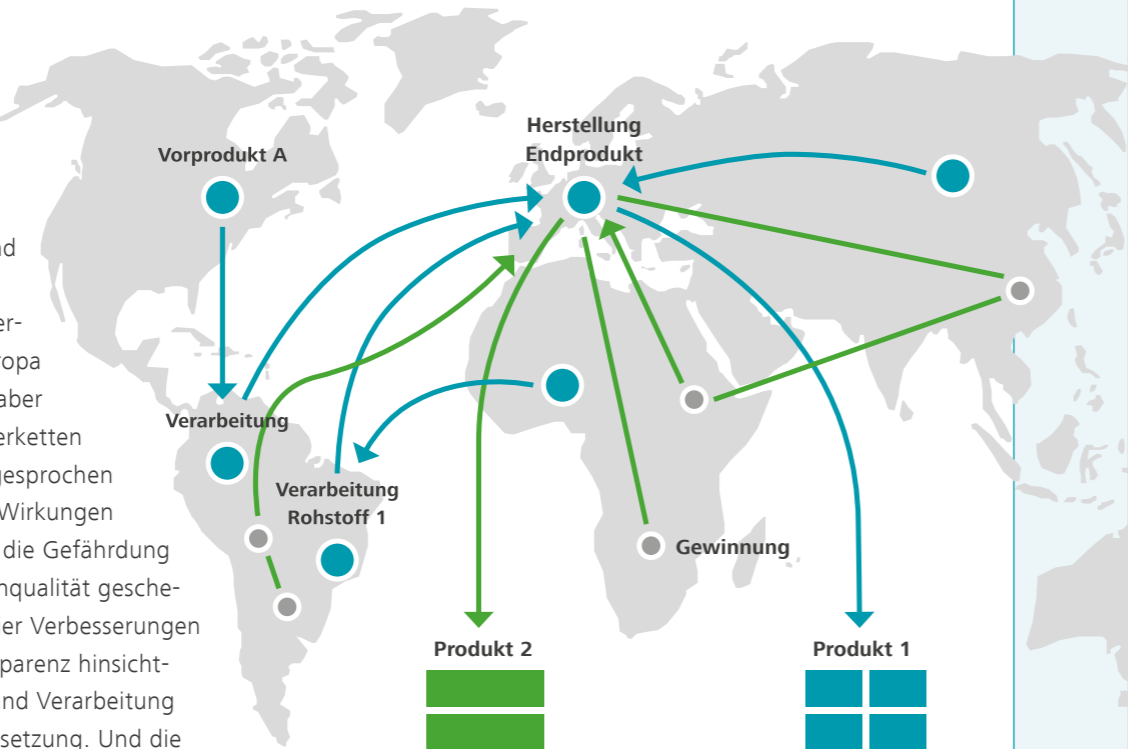 Herstellung
Endprodukt
Vorprodukt A
Verarbeitung
Verarbeitung
Rohstoff 1
Gewinnung
Produkt 2
Produkt 1
nd
er-
ropa
aber
erketten
gesprochen
Wirkungen
die Gefährdung
nqualität gesche-
er Verbesserungen
parenz hinsicht-
nd Verarbeitung
setzung. Und die